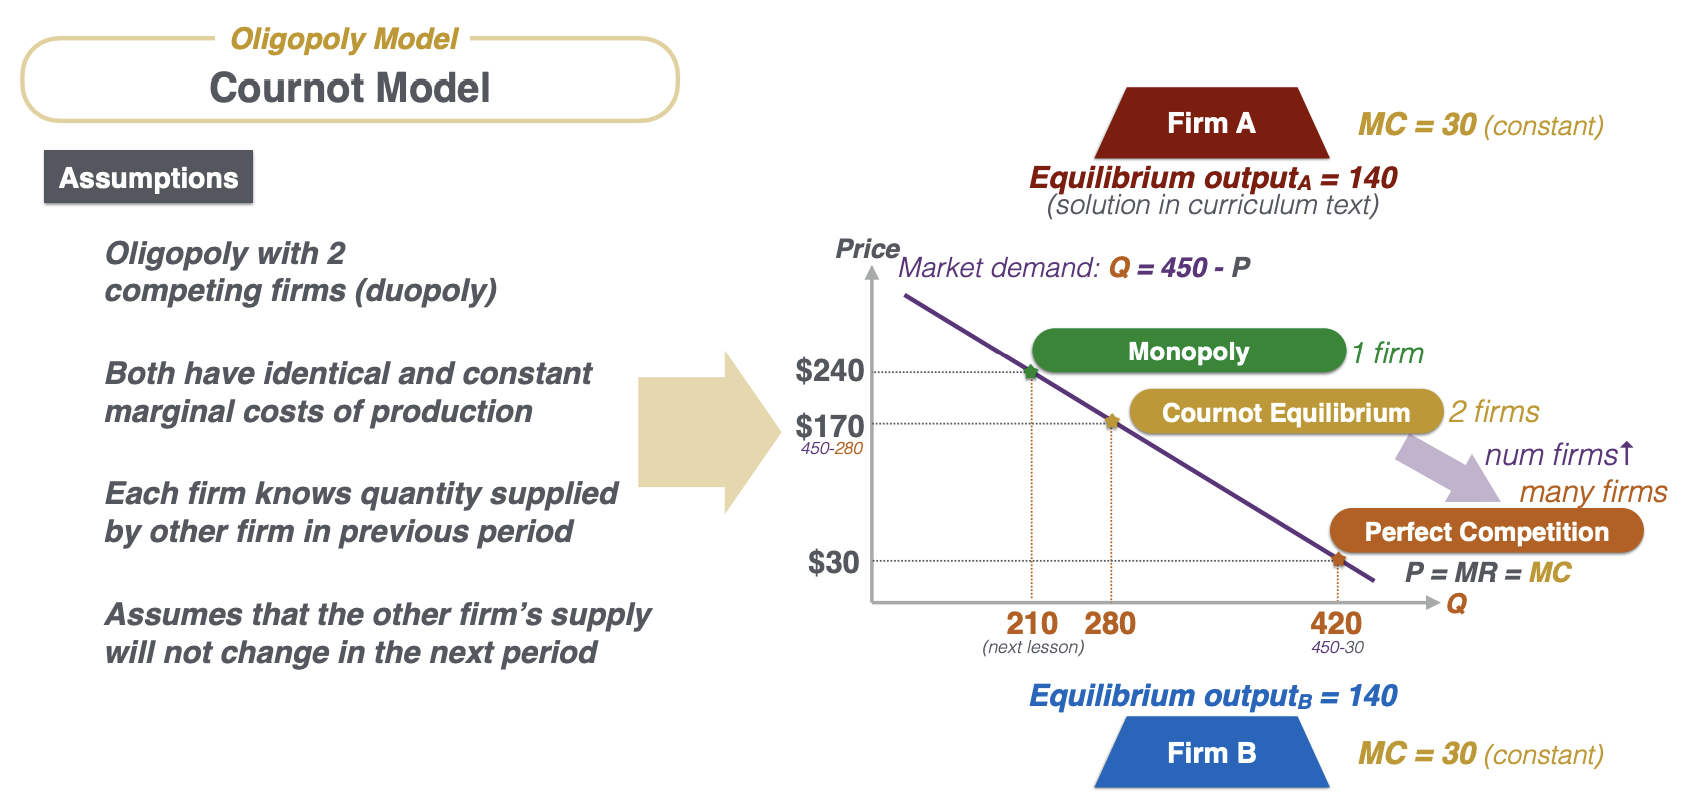 Oligopoly Model
Cournot Model
Assumptions
Oligopoly with 2
competing firms (duopoly)
Both have identical and constant
marginal costs of production
Each firm knows quantity supplied
by other firm in previous period
Assumes that the other firm's supply
will not change in the next period
Firm A
MC = 30 (constant)
Equilibrium outputA = 140
(solution in curriculum text)
Price
Market demand: Q = 450 - P
$240
Monopoly
1 firm
$170
450-280
Cournot Equilibrium
2 firms
num firms↑
many firms
Perfect Competition
$30
P = MR = MC
Q
210
280
420
(next lesson)
450-30
Equilibrium outputB = 140
Firm B
MC = 30 (constant)